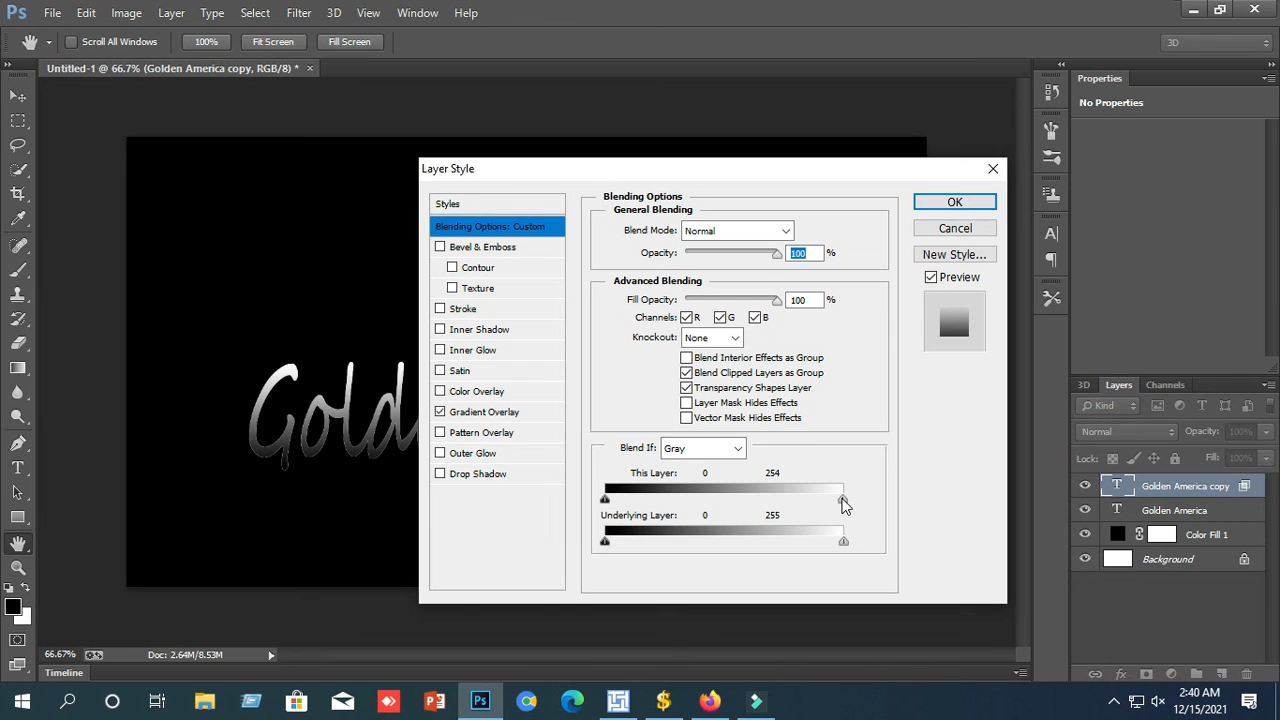 Ps File Edit Image Layer Type Select Filter 3D View Window Help
Scroll All Windows 100% Fit Screen Fill Screen 3D
Untitled-1 @ 66.7% (Golden America copy, RGB/8) * ×
Properties
No Properties
Layer Style
Styles
Blending Options: Custom
Bevel & Emboss
Contour
Texture
Stroke
Inner Shadow
Inner Glow
Satin
Color Overlay
Gradient Overlay
Pattern Overlay
Outer Glow
Drop Shadow
Blending Options
General Blending
Blend Mode: Normal
Opacity: 100 %
Advanced Blending
Fill Opacity: 100 %
Channels: R G B
Knockout: None
Blend Interior Effects as Group
Blend Clipped Layers as Group
Transparency Shapes Layer
Layer Mask Hides Effects
Vector Mask Hides Effects
Blend If: Gray
This Layer: 0 254
Underlying Layer: 0 255
OK
Cancel
New Style...
Preview
Gold
3D Layers Channels
Kind
Normal Opacity: 100%
Lock: Fill: 100%
Golden America copy
Golden America
Color Fill 1
Background
66.67% Doc: 2.64M/8.53M
Timeline
2:40 AM
12/15/2021